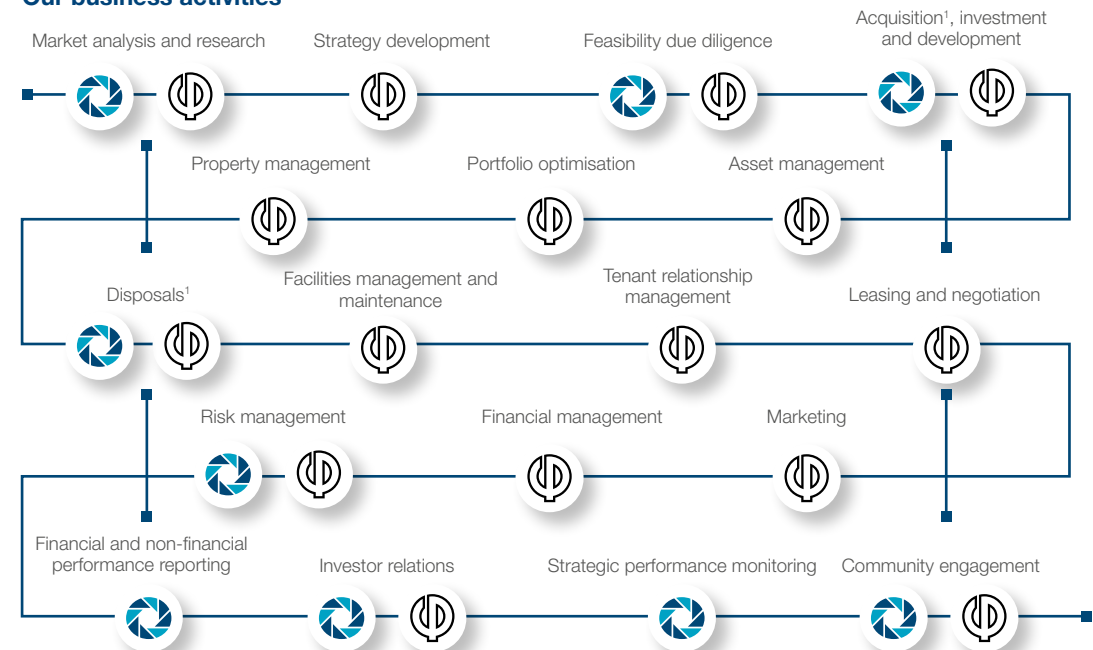 Our business activities
Market analysis and research
Strategy development
Feasibility due diligence
Acquisition¹, investment
and development
Property management
Portfolio optimisation
Asset management
Disposals¹
Facilities management and
maintenance
Tenant relationship
management
Leasing and negotiation
Risk management
Financial management
Marketing
Financial and non-financial
performance reporting
Investor relations
Strategic performance monitoring
Community engagement